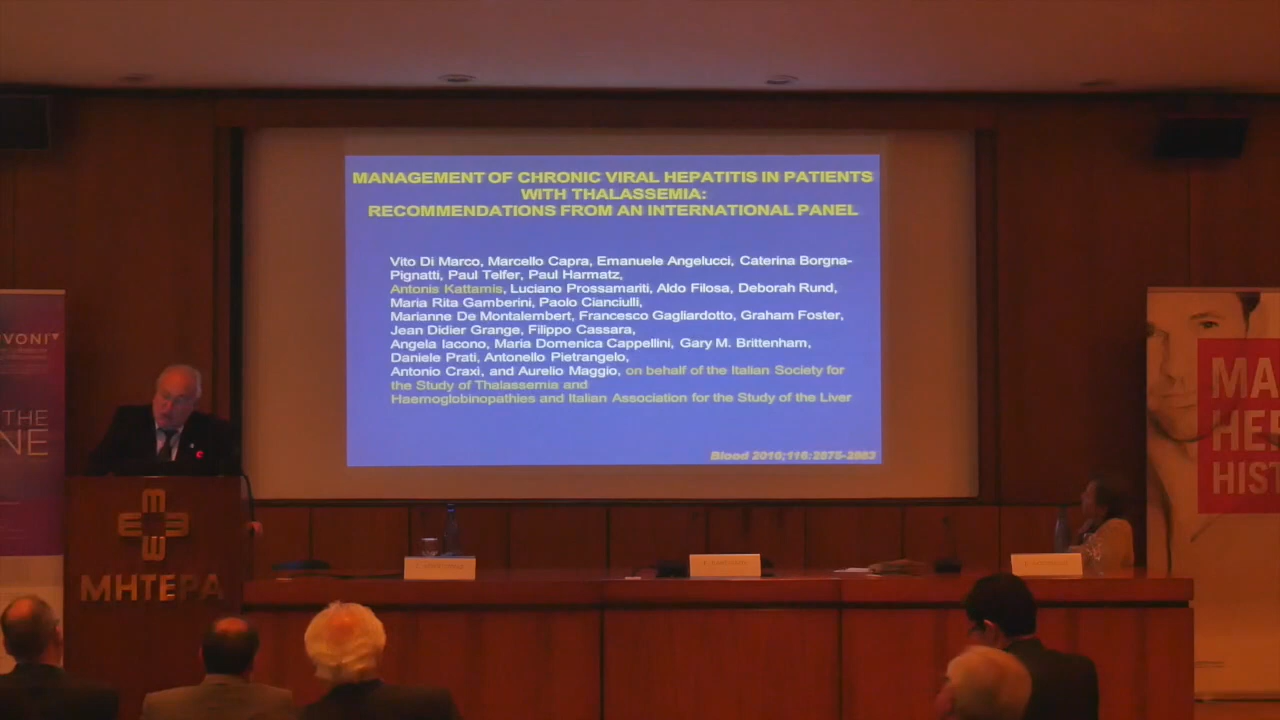 MANAGEMENT OF CHRONIC VIRAL HEPATITIS IN PATIENTS
WITH THALASSEMIA:
RECOMMENDATIONS FROM AN INTERNATIONAL PANEL
Vito Di Marco, Marcello Capra, Emanuele Angelucci, Caterina Borgna-
Pignatti, Paul Telfer, Paul Harmatz,
Antonis Kattamis, Luciano Prossamariti, Aldo Filosa, Deborah Rund,
Maria Rita Gamberini, Paolo Cianciulli,
Marianne De Montalembert, Francesco Gagliardotto, Graham Foster,
Jean Didier Grange, Filippo Cassara,
Angela Iacono, Maria Domenica Cappellini, Gary M. Brittenham,
Daniele Prati, Antonello Pietrangelo,
Antonio Craxì, and Aurelio Maggio, on behalf of the Italian Society for
the Study of Thalassemia and
Haemoglobinopathies and Italian Association for the Study of the Liver
Blood 2010;116:2875-2883
VONI
THE
NE
ΜΗΤΕΡΑ
MA
HE
HIST